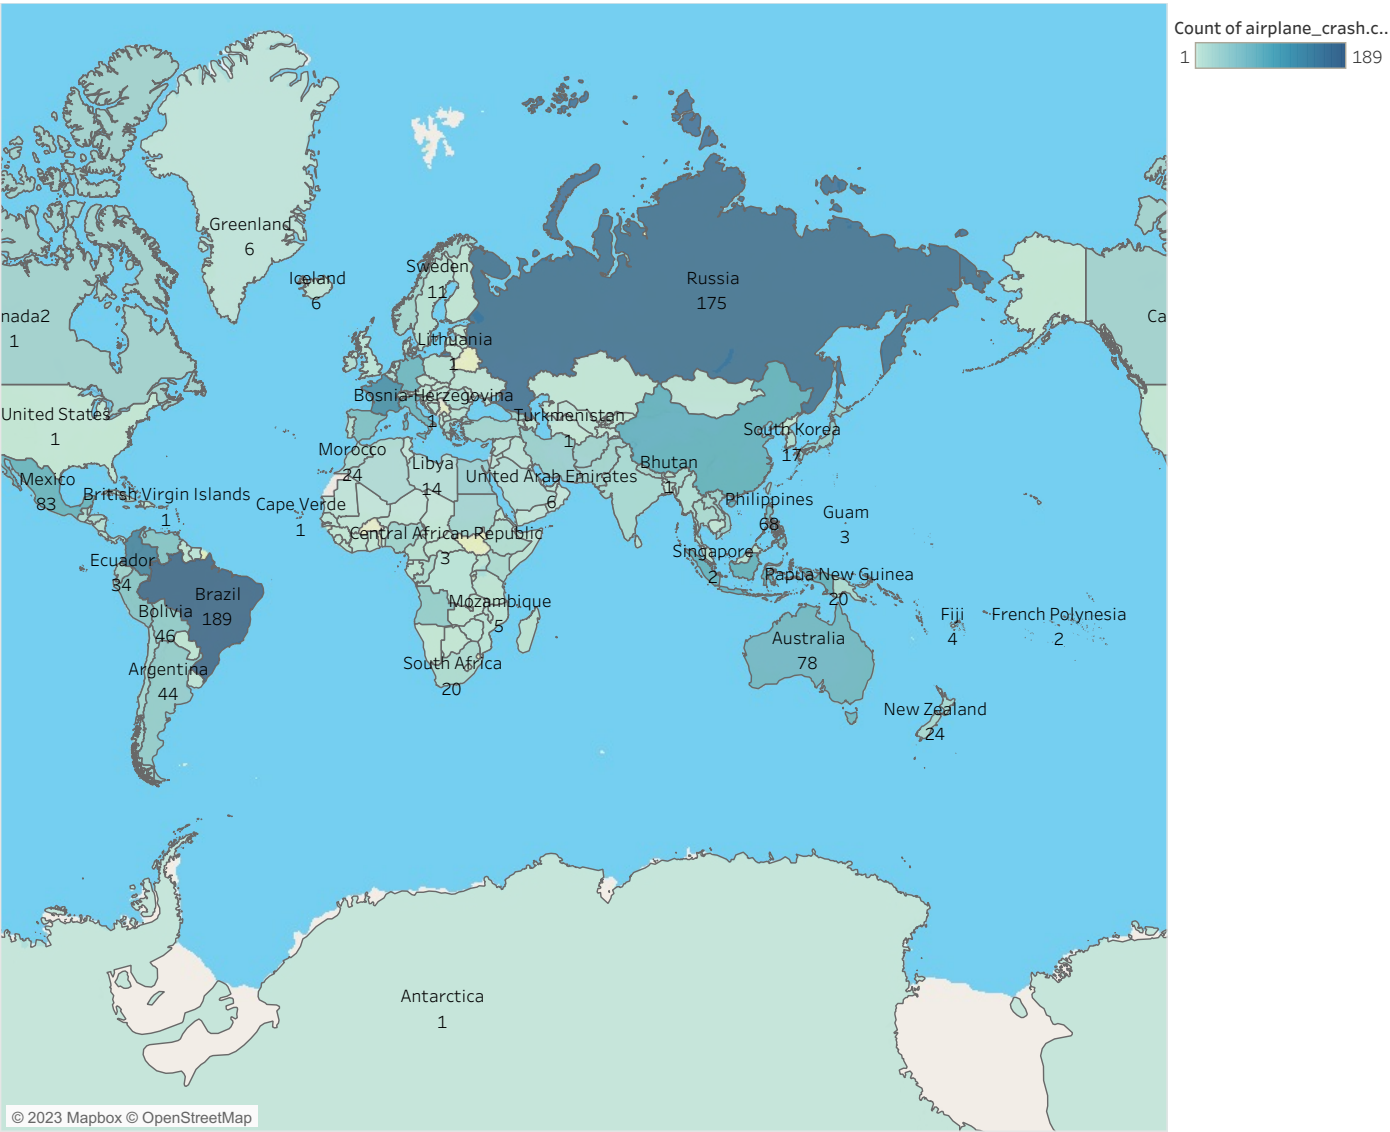 Count of airplane_crash.c..
1
189
Greenland
6
Iceland
6
Sweden
11
Russia
175
nada2
1
Ca
Lithuania
1
United States
1
Bosnia-Herzegovina
1
Turkmenistan
1
South Korea
17
Morocco
24
Libya
14
United Arab Emirates
6
Bhutan
1
Mexico
83
British Virgin Islands
1
Cape Verde
1
Philippines
68
Guam
3
Central African Republic
3
Ecuador
34
Singapore
2
Papua New Guinea
20
Brazil
189
Bolivia
46
Mozambique
5
Fiji
4
French Polynesia
2
Australia
78
Argentina
44
South Africa
20
New Zealand
24
Antarctica
1
© 2023 Mapbox © OpenStreetMap